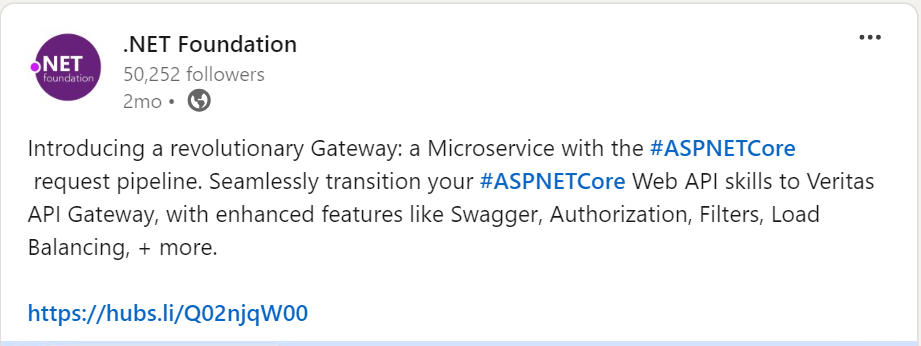 .NET
foundation
.NET Foundation
50,252 followers
2mo •
Introducing a revolutionary Gateway: a Microservice with the #ASPNETCore
request pipeline. Seamlessly transition your #ASPNETCore Web API skills to Veritas
API Gateway, with enhanced features like Swagger, Authorization, Filters, Load
Balancing, + more.
https://hubs.li/Q02njqW00